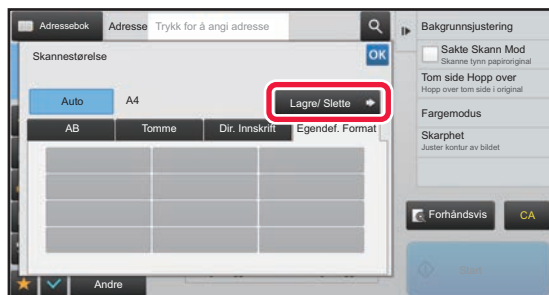 Adressebok
Adresse
Trykk for å angi adresse
Skannestørelse
OK
Auto
A4
Lagre/ Slette
AB
Tomme
Dir. Innskrift
Egendef. Format
Andre
Bakgrunnsjustering
Sakte Skann Mod
Skanne tynn papiroriginal
Tom side Hopp over
Hopp over tom side i original
Fargemodus
Skarphet
Juster kontur av bildet
Forhåndsvis
CA
Start